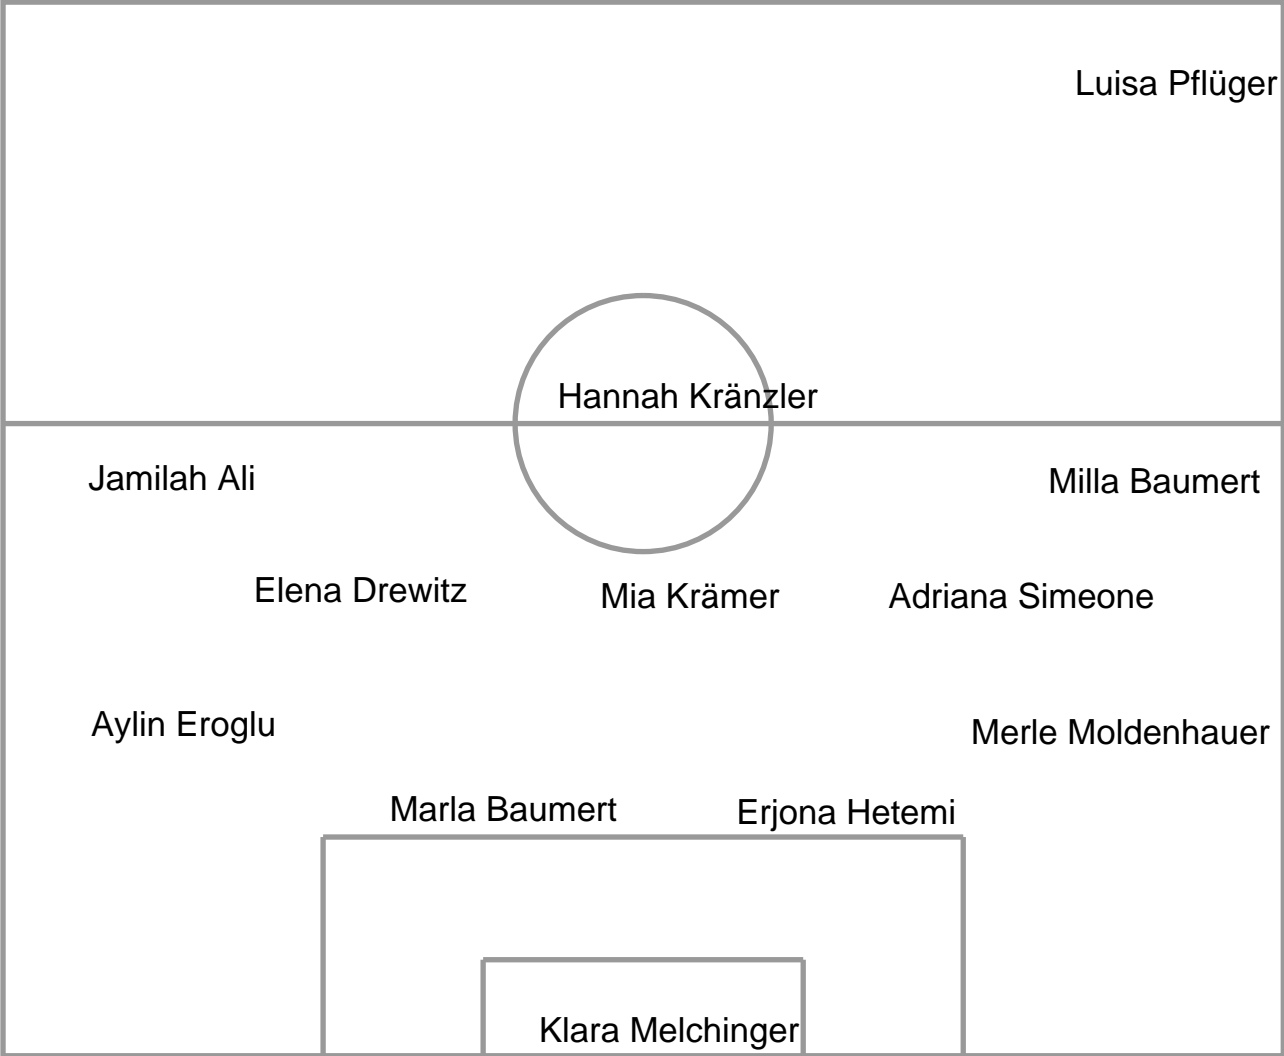 Luisa Pflüger
Hannah Kränzler
Jamilah Ali
Milla Baumert
Elena Drewitz
Mia Krämer
Adriana Simeone
Aylin Eroglu
Merle Moldenhauer
Marla Baumert
Erjona Hetemi
Klara Melchinger